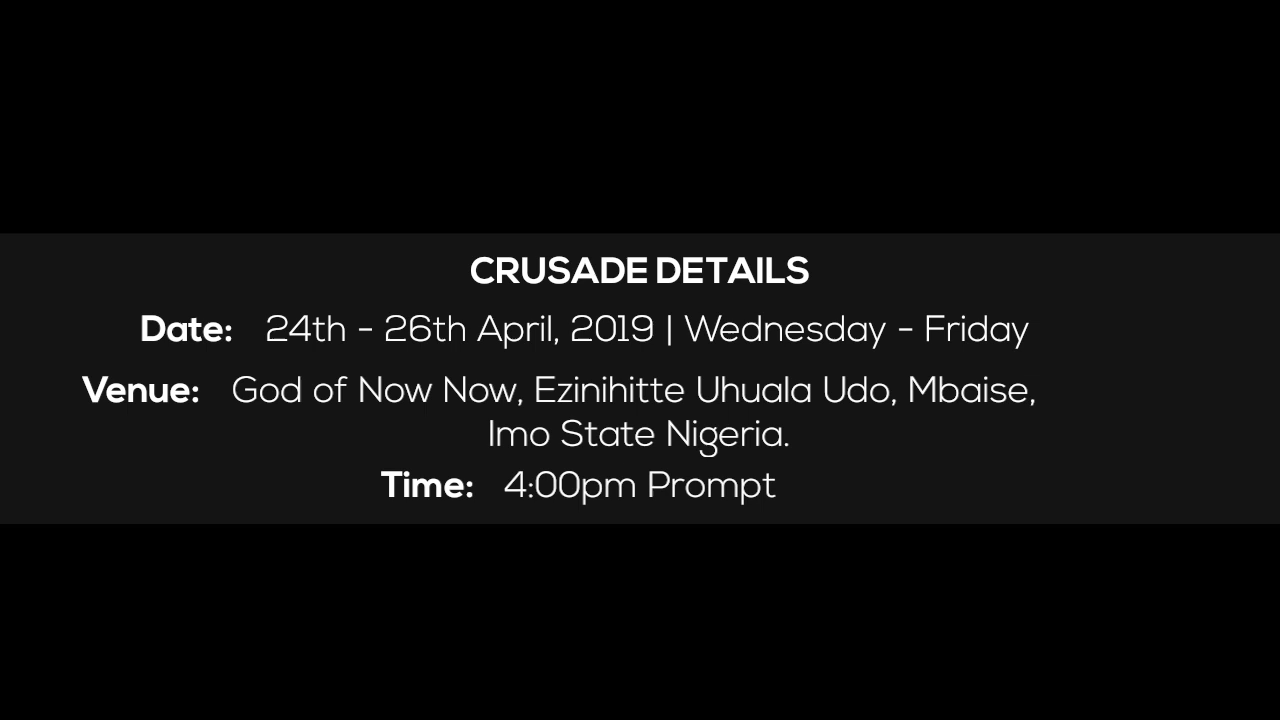 CRUSADE DETAILS
Date: 24th - 26th April, 2019 | Wednesday - Friday
Venue: God of Now Now, Ezinihitte Uhuala Udo, Mbaise,
Imo State Nigeria.
Time: 4:00pm Prompt